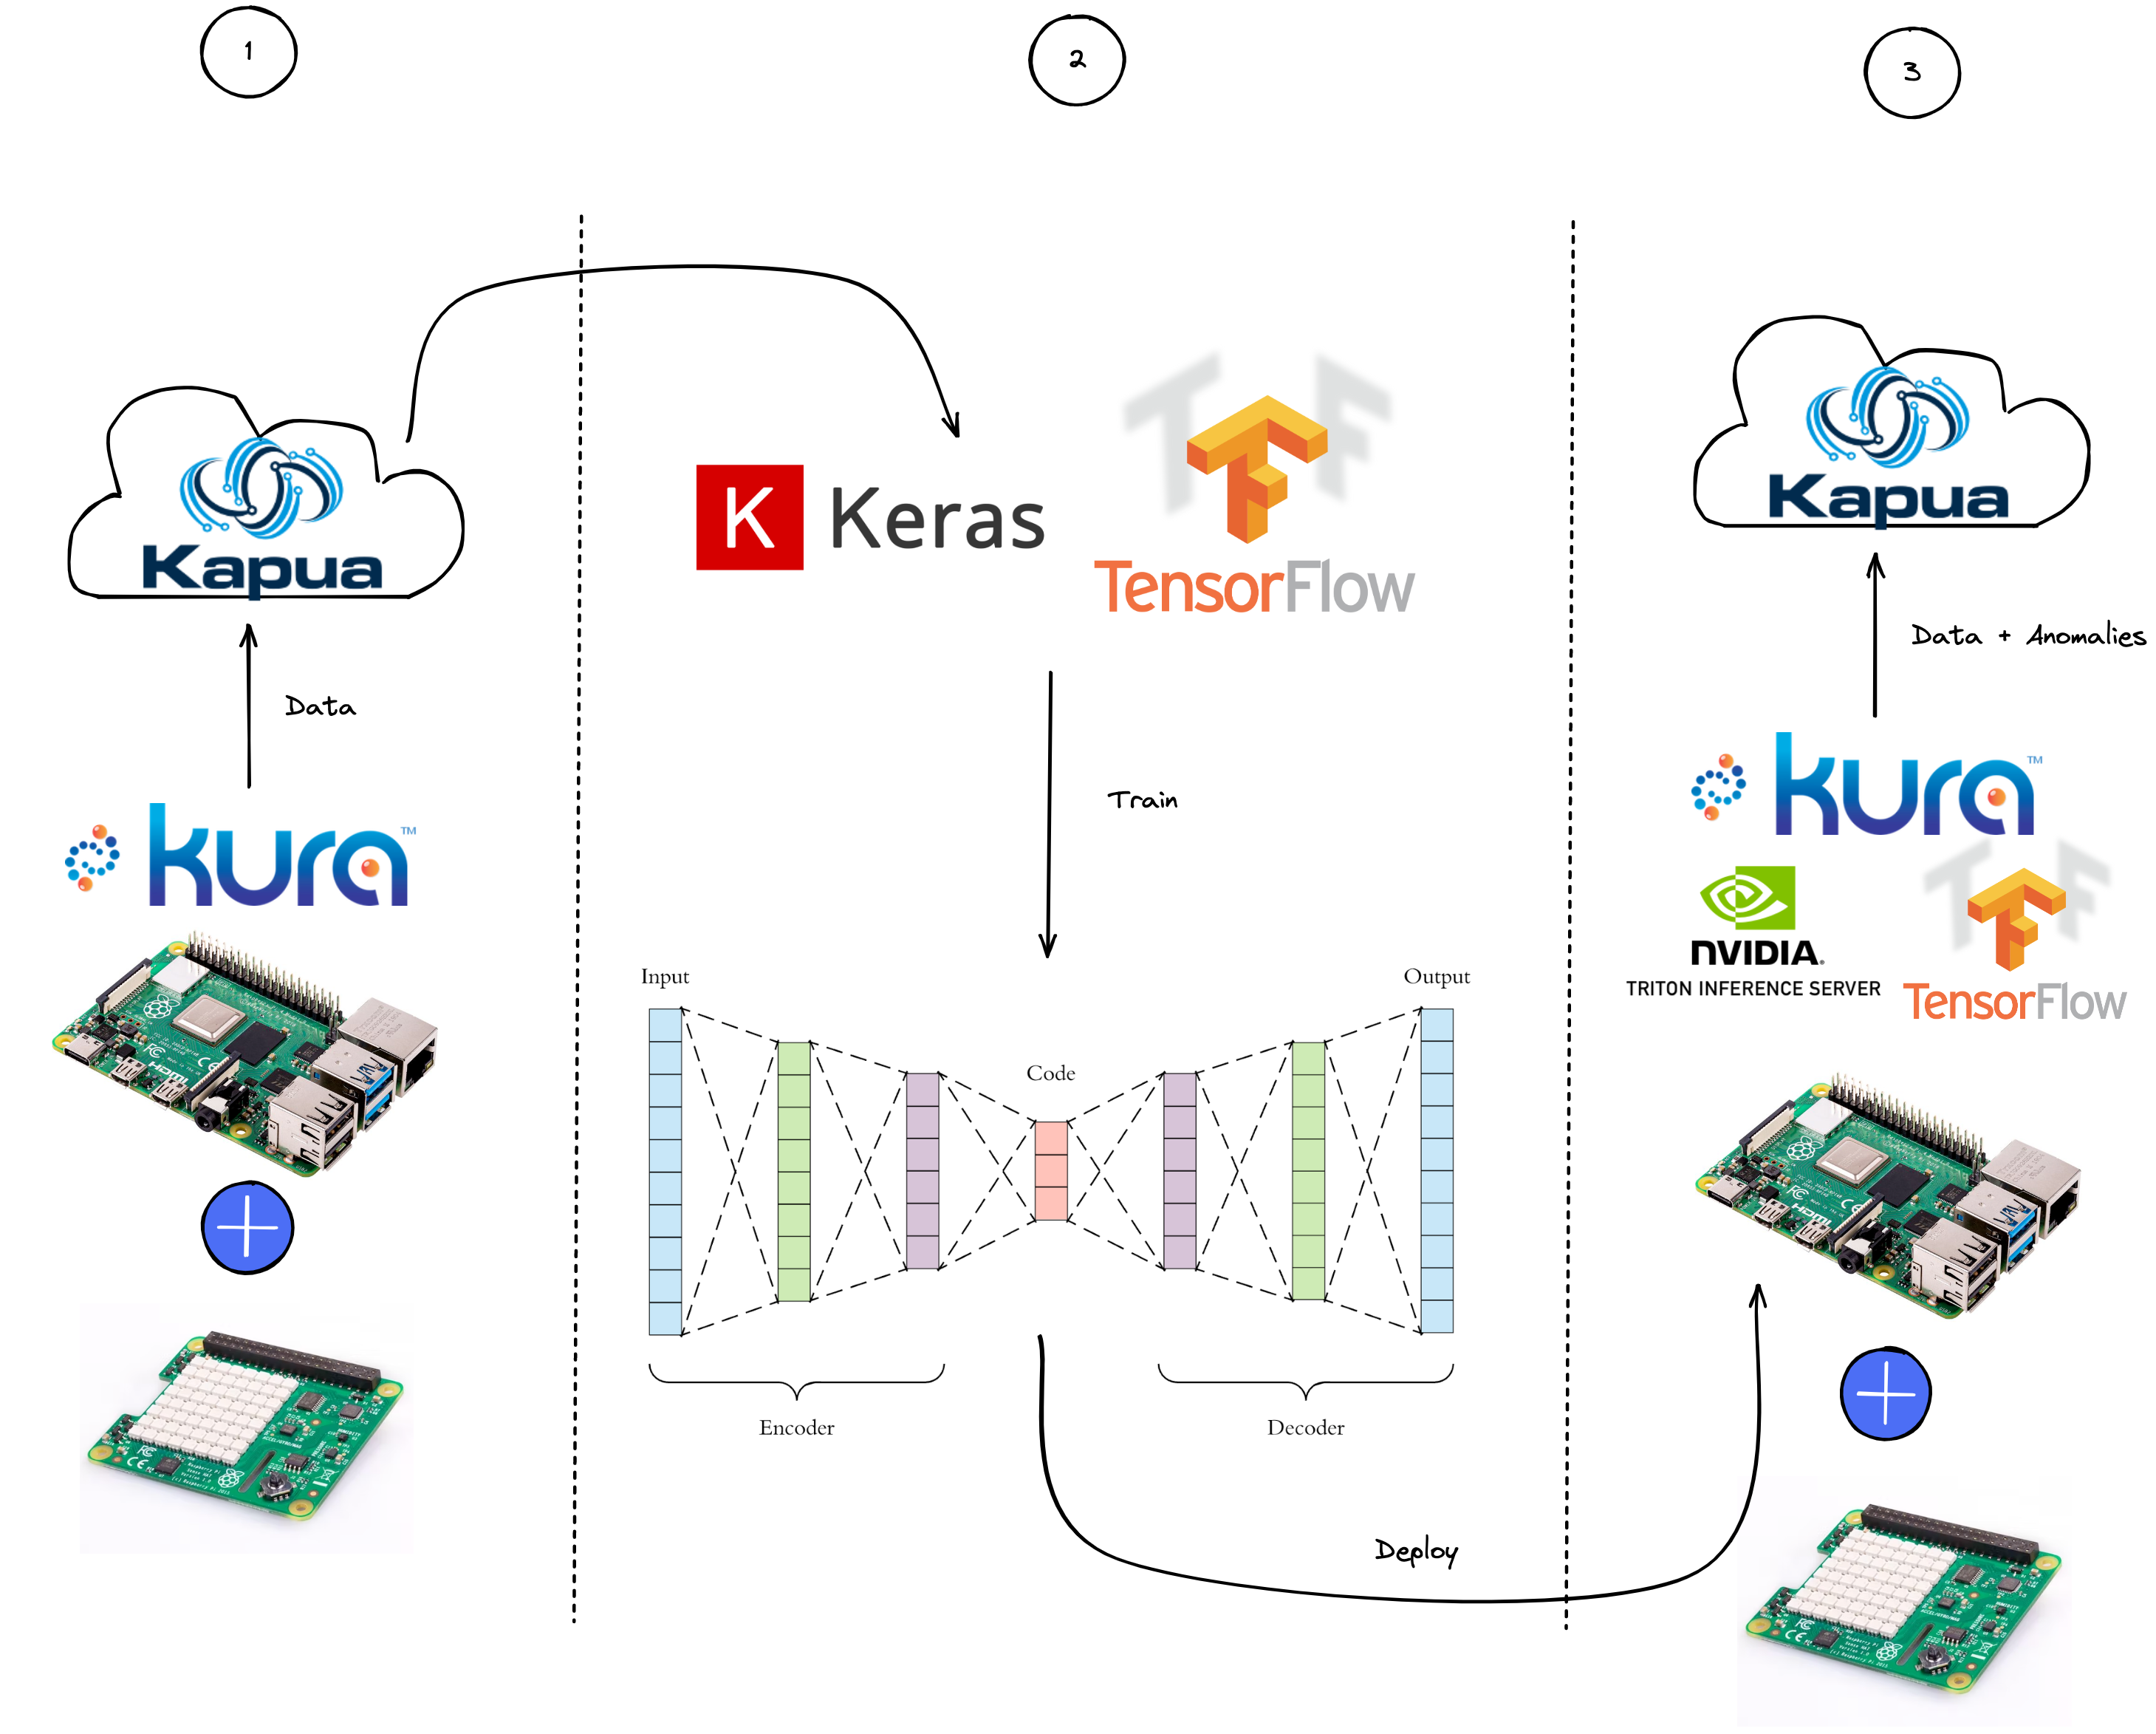 1
2
3
Kapua
Data
kura™
K Keras
TensorFlow
Train
Input
Output
Code
Encoder
Decoder
Deploy
Kapua
Data + Anomalies
kura™
NVIDIA.
TRITON INFERENCE SERVER
TensorFlow